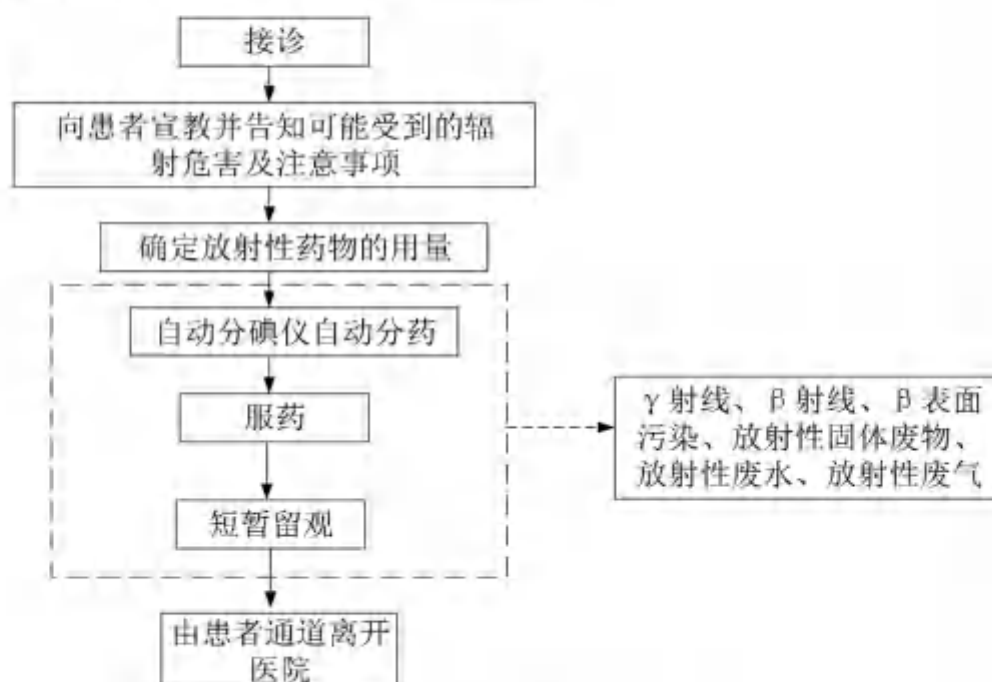 接诊
向患者宣教并告知可能受到的辐
射危害及注意事项
确定放射性药物的用量
自动分碘仪自动分药
服药
短暂留观
γ射线、β射线、β表面
污染、放射性固体废物、
放射性废水、放射性废气
由患者通道离开
医院